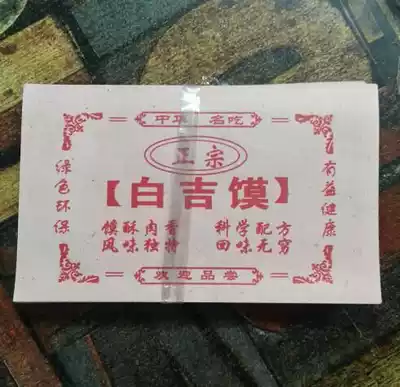 中华 名吃
正宗
【白吉馍】
馍酥肉香 科学配方
风味独特 回味无穷
欢迎品尝
绿色环保
有益健康